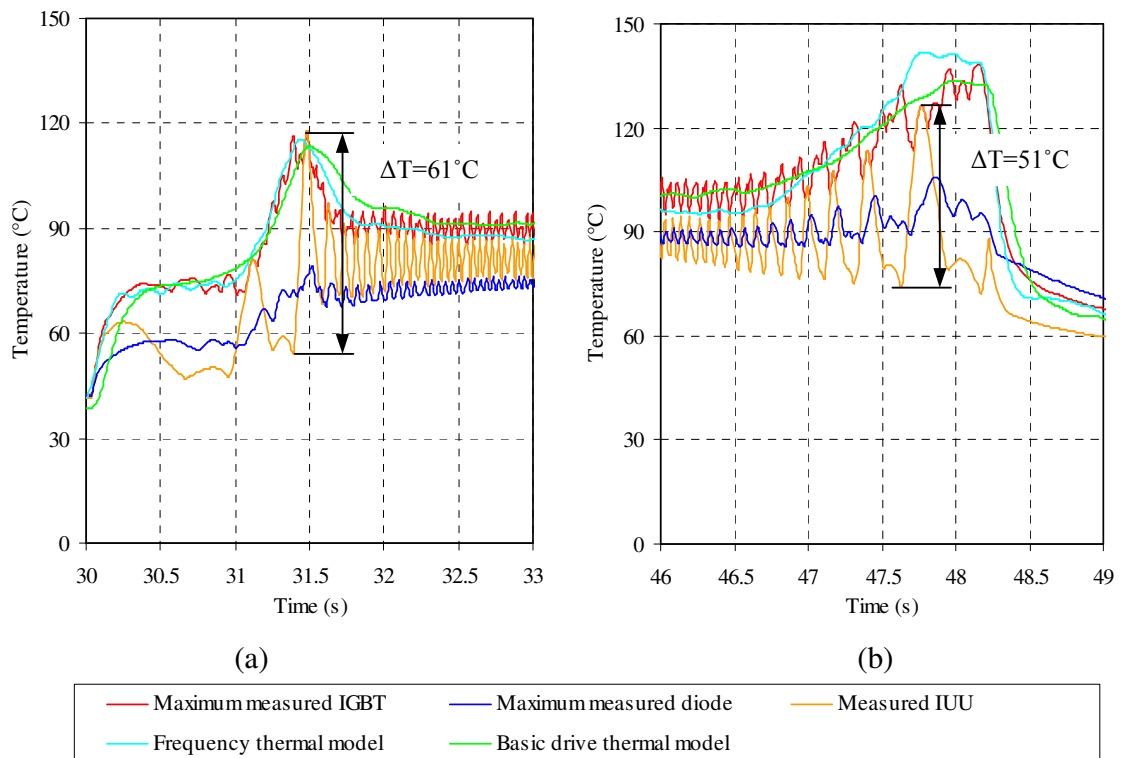 150
120
90
60
30
0
Temperature (°C)
ΔT=61°C
30 30.5 31 31.5 32 32.5 33
Time (s)
(a)
150
120
90
60
30
0
Temperature (°C)
ΔT=51°C
46 46.5 47 47.5 48 48.5 49
Time (s)
(b)
Maximum measured IGBT Maximum measured diode Measured IUU
Frequency thermal model Basic drive thermal model